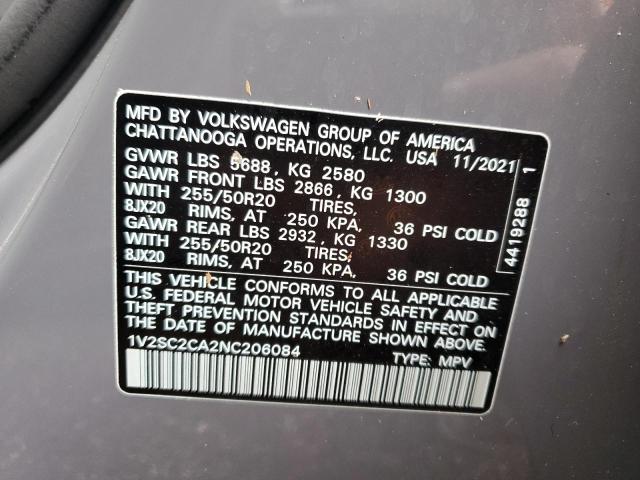 MFD BY VOLKSWAGEN GROUP OF AMERICA
CHATTANOOGA OPERATIONS, LLC. USA 11/2021
GVWR LBS 5688, KG 2580
GAWR FRONT LBS 2866, KG 1300
WITH 255/50R20 TIRES,
8JX20 RIMS, AT 250 KPA, 36 PSI COLD
GAWR REAR LBS 2932, KG 1330
WITH 255/50R20 TIRES,
8JX20 RIMS, AT 250 KPA, 36 PSI COLD
THIS VEHICLE CONFORMS TO ALL APPLICABLE
U.S. FEDERAL MOTOR VEHICLE SAFETY AND
THEFT PREVENTION STANDARDS IN EFFECT ON
THE DATE OF MANUFACTURE SHOWN ABOVE.
1V2SC2CA2NC206084 TYPE: MPV
4419288 1